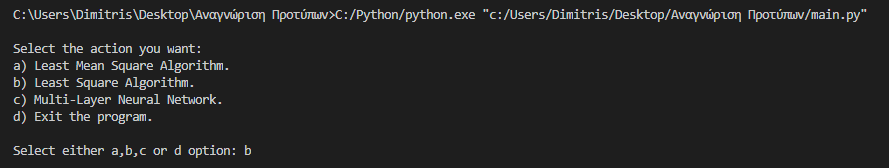 C:\Users\Dimitris\Desktop\Αναγνώριση Προτύπων>C:/Python/python.exe "c:/Users/Dimitris/Desktop/Αναγνώριση Προτύπων/main.py"
Select the action you want:
a) Least Mean Square Algorithm.
b) Least Square Algorithm.
c) Multi-Layer Neural Network.
d) Exit the program.
Select either a,b,c or d option: b